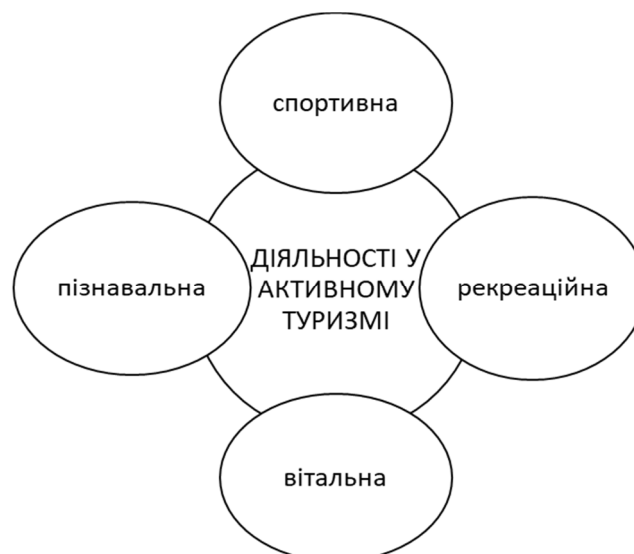 спортивна
пізнавальна
ДІЯЛЬНОСТІ У
АКТИВНОМУ
ТУРИЗМІ
рекреаційна
вітальна